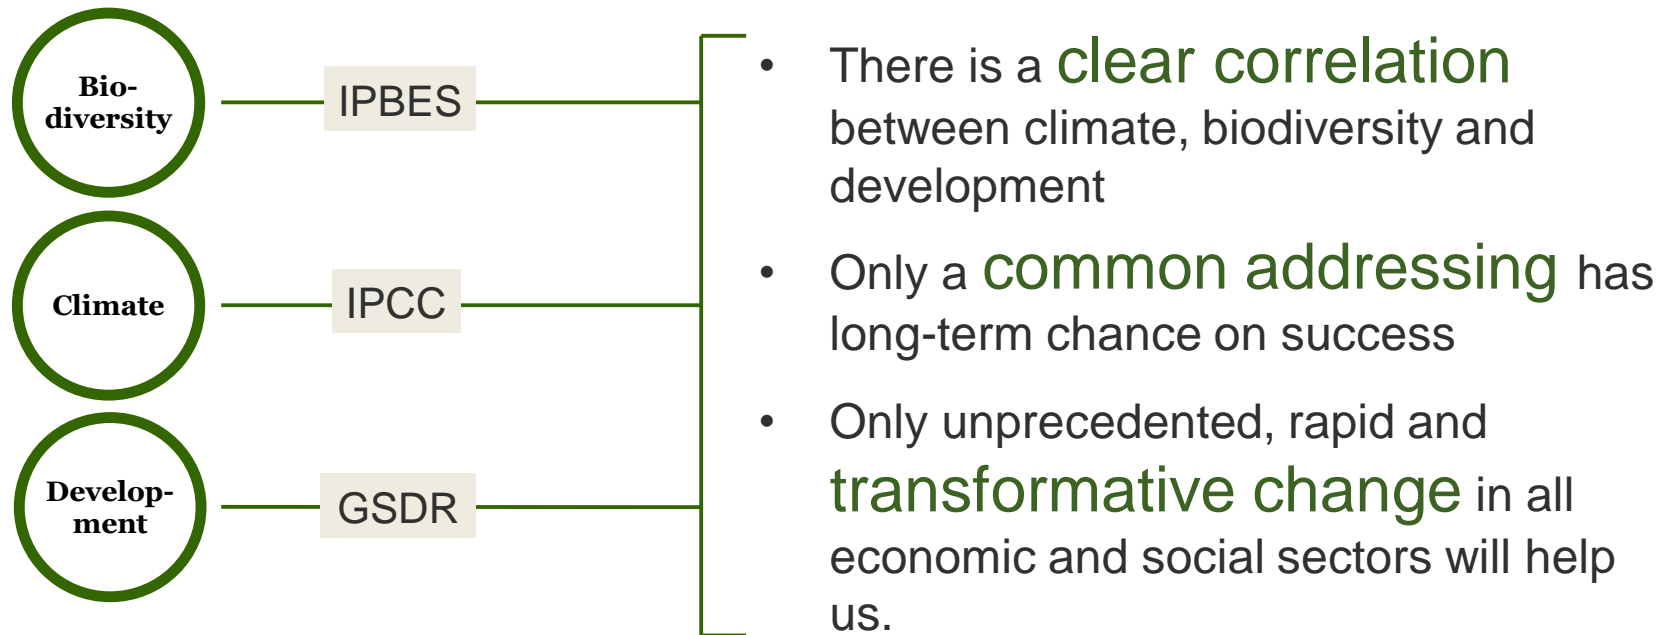 Bio-
diversity
IPBES
Climate
IPCC
Develop-
ment
GSDR
• There is a clear correlation
between climate, biodiversity and
development
• Only a common addressing has
long-term chance on success
• Only unprecedented, rapid and
transformative change in all
economic and social sectors will help
us.